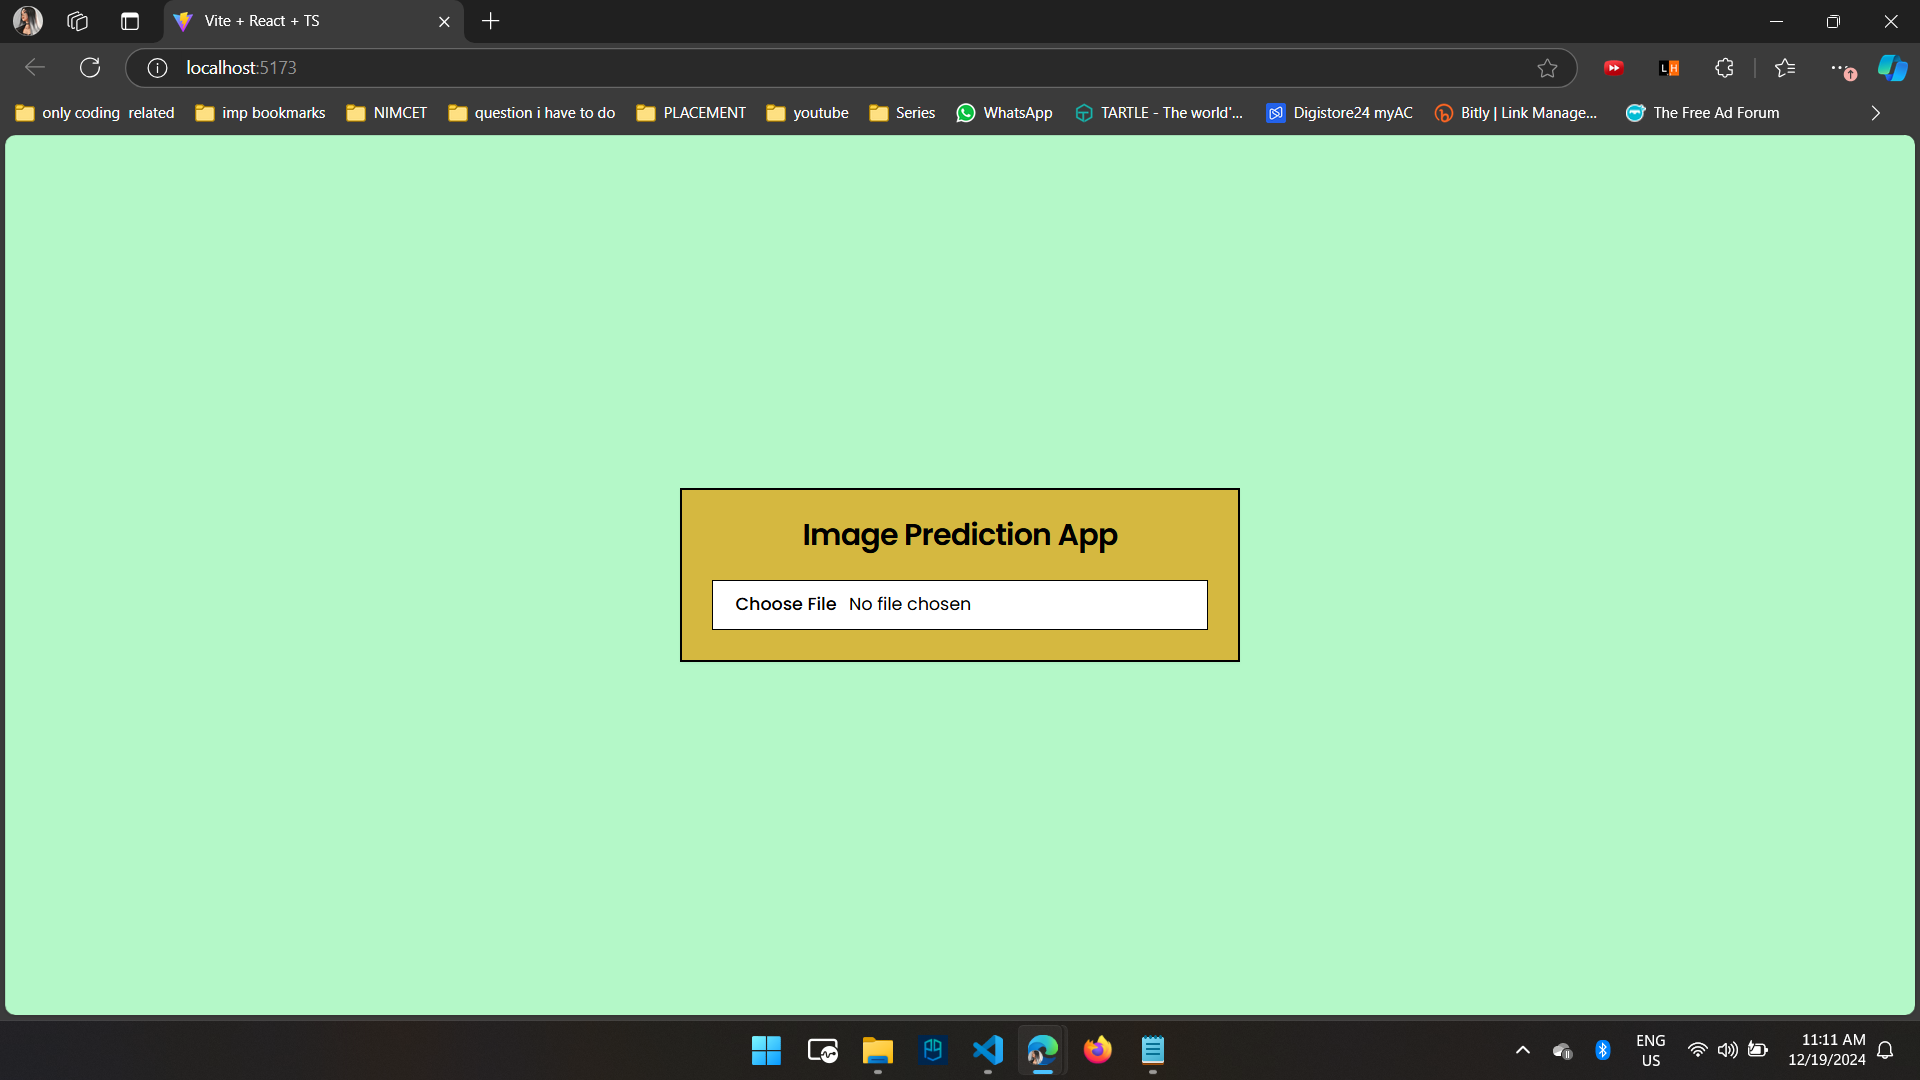 Vite + React + TS
localhost:5173
only coding related
imp bookmarks
NIMCET
question i have to do
PLACEMENT
youtube
Series
WhatsApp
TARTLE - The world'...
Digistore24 myAC
Bitly | Link Manage...
The Free Ad Forum
LH
Image Prediction App
Choose File No file chosen
ENG
US
11:11 AM
12/19/2024